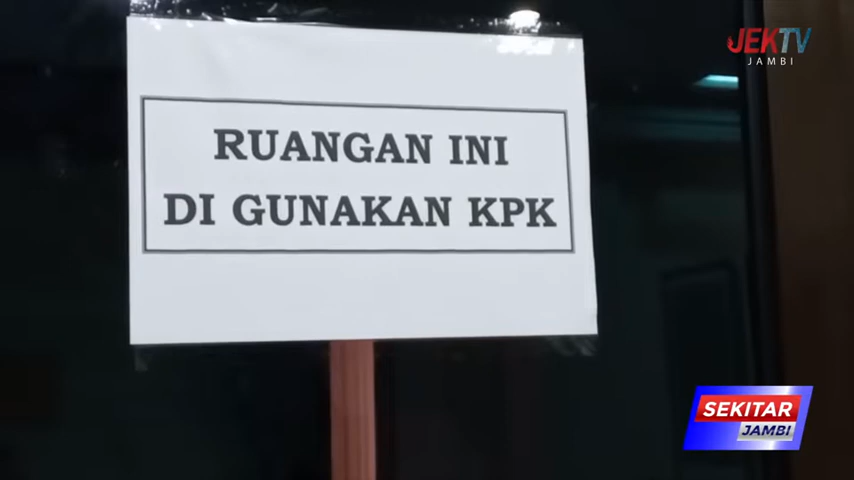 JEKTV
JAMBI
RUANGAN INI
DI GUNAKAN KPK
SEKITAR
JAMBI